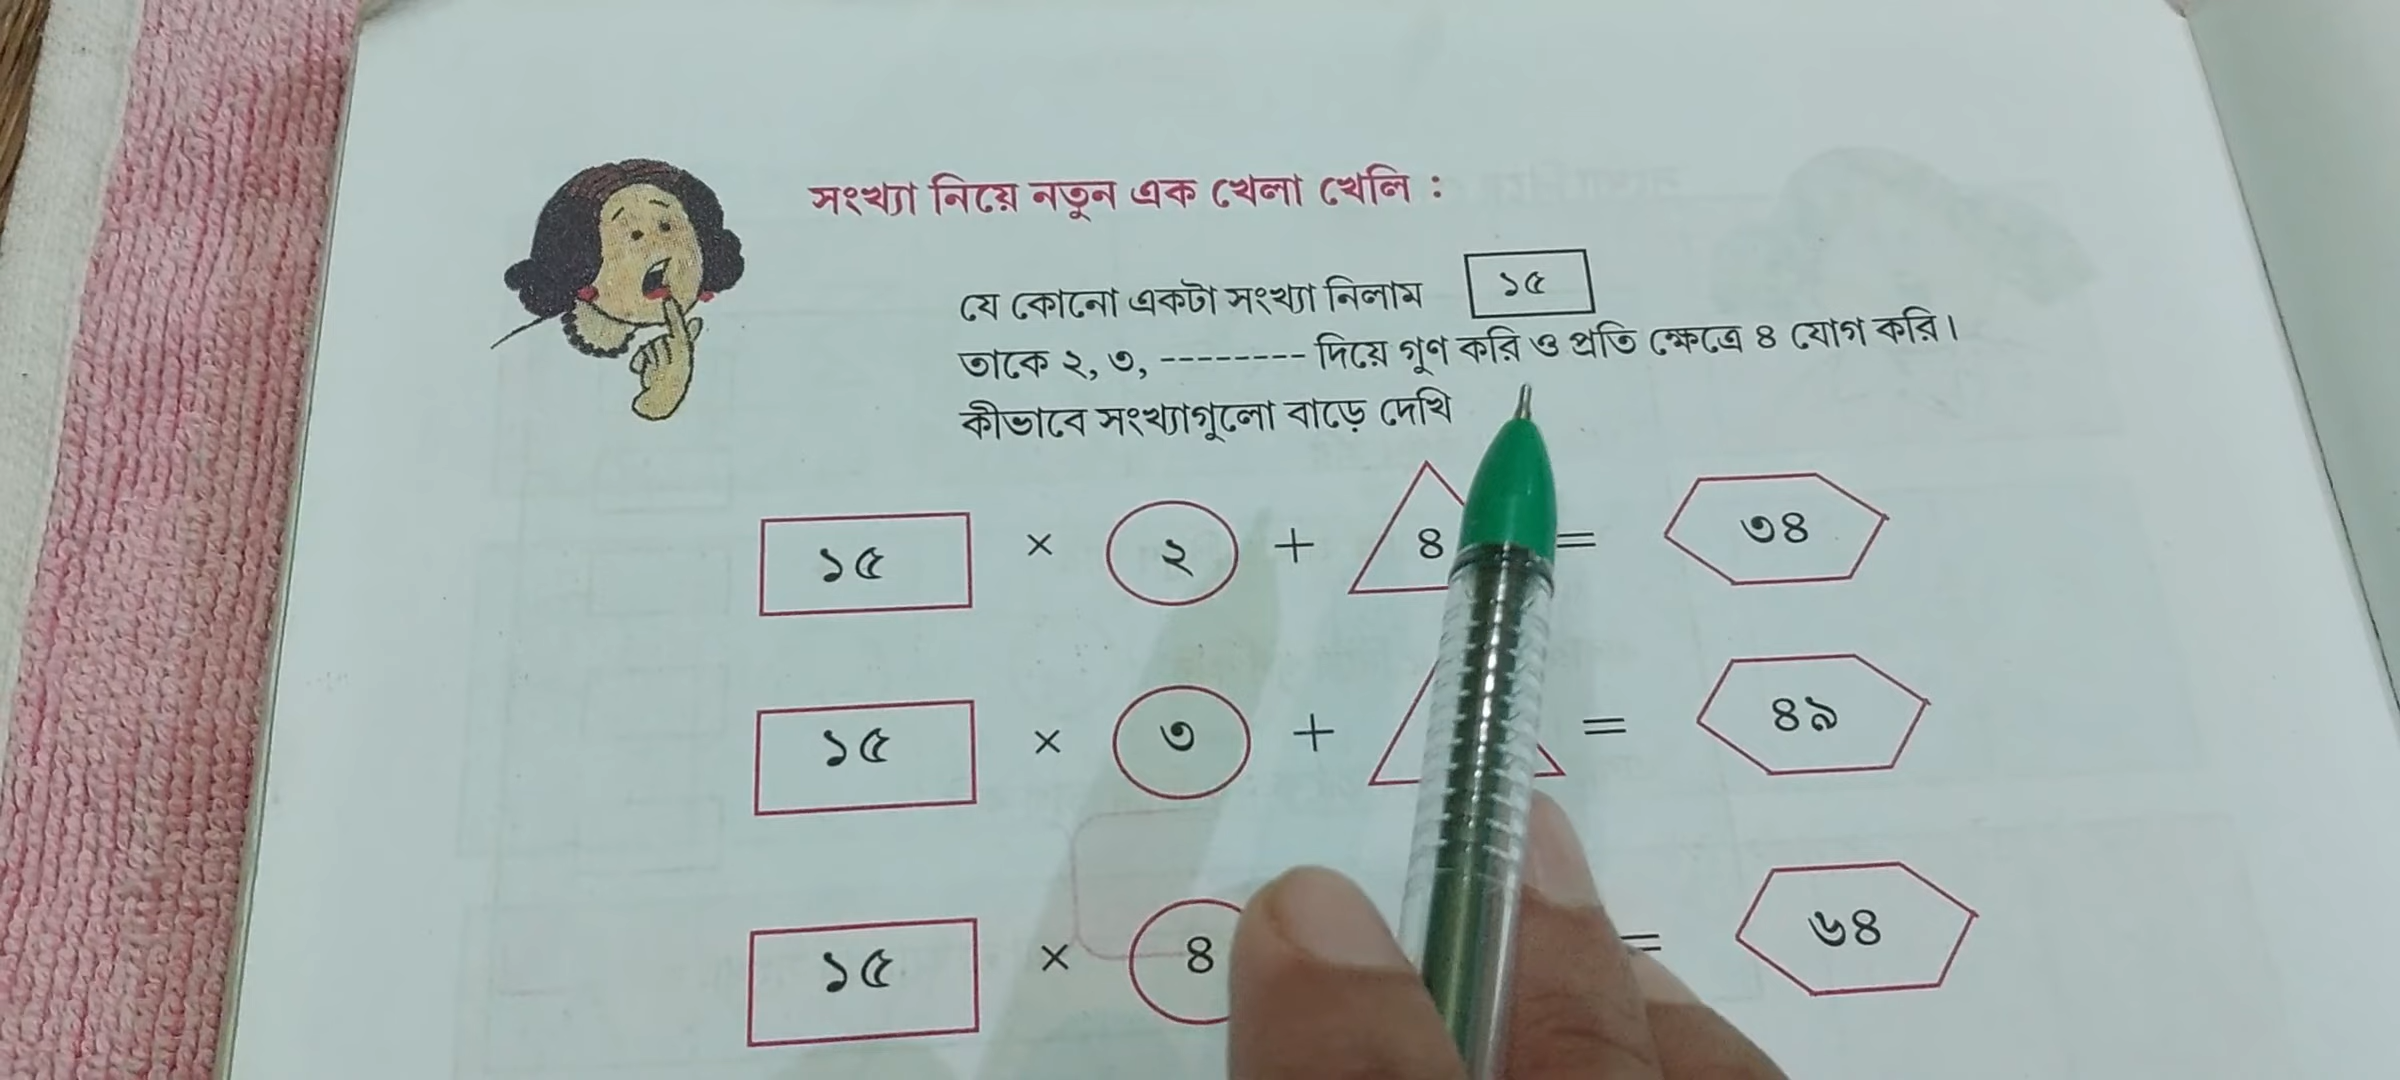 সংখ্যা নিয়ে নতুন এক খেলা খেলি :
যে কোনো একটা সংখ্যা নিলাম ১৫
তাকে ২, ৩, -------- দিয়ে গুণ করি ও প্রতি ক্ষেত্রে ৪ যোগ করি।
কীভাবে সংখ্যাগুলো বাড়ে দেখি
১৫ × ২ + ৪ = ৩৪
১৫ × ৩ + = ৪৯
১৫ × ৪ = ৬৪